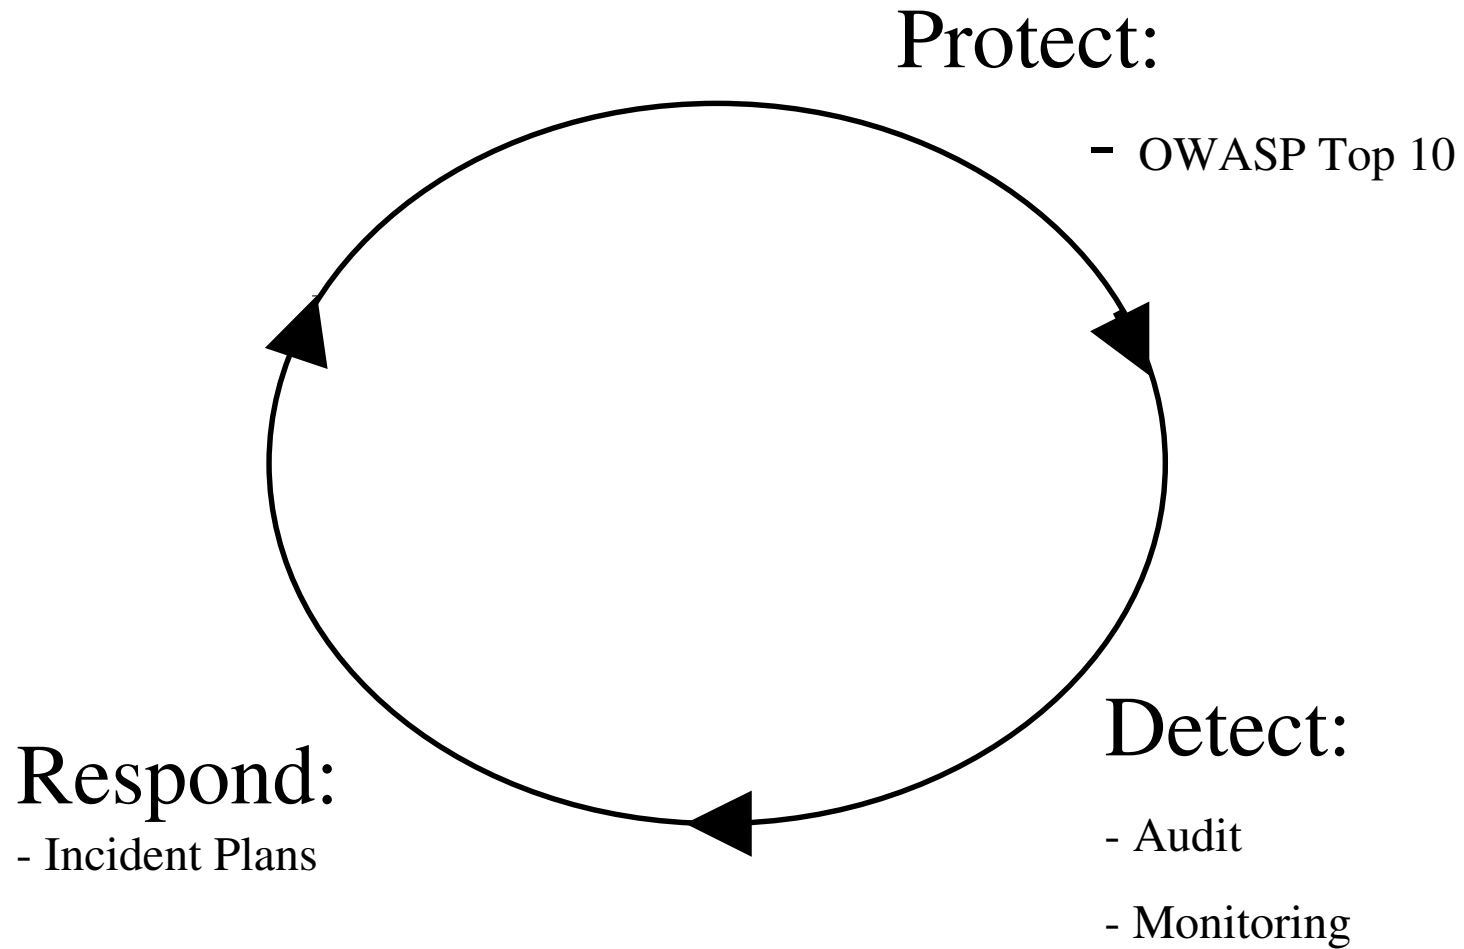 Protect:
- OWASP Top 10
Detect:
- Audit
- Monitoring
Respond:
- Incident Plans